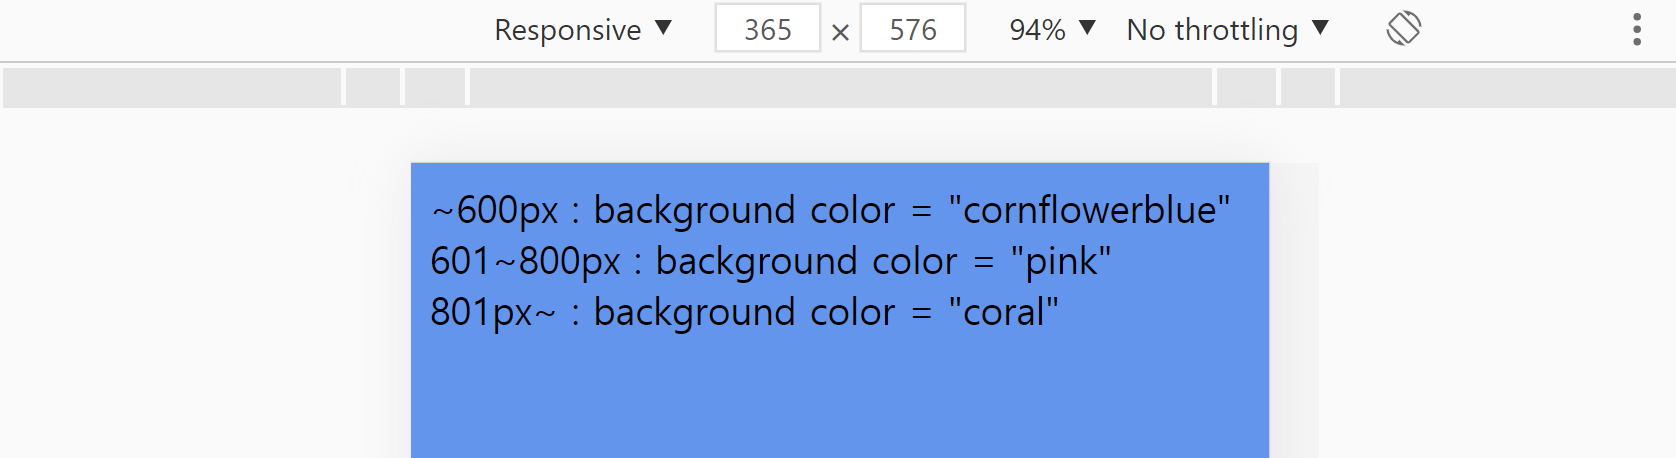 Responsive ▼ 365 × 576 94% ▼ No throttling ▼
~600px : background color = "cornflowerblue"
601~800px : background color = "pink"
801px~ : background color = "coral"